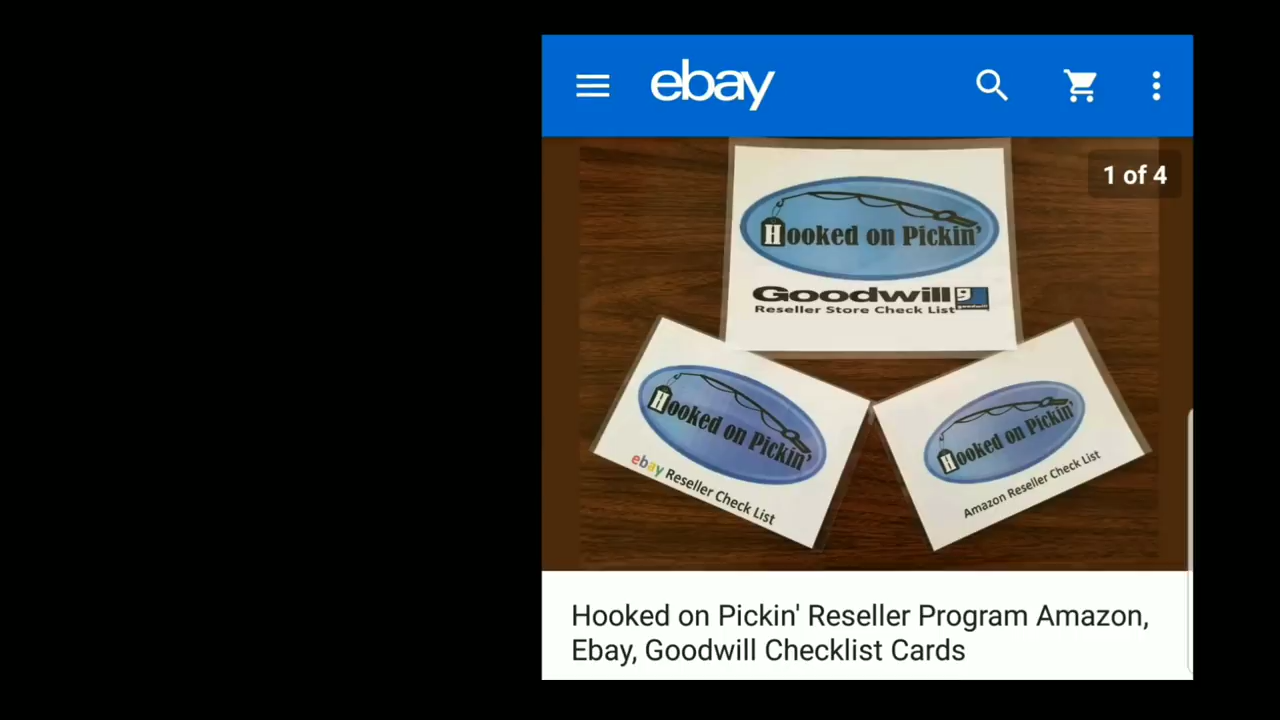 ebay
1 of 4
Hooked on Pickin'
Goodwill g
goodwill
Reseller Store Check List
Hooked on Pickin'
ebay Reseller Check List
Hooked on Pickin'
Amazon Reseller Check List
Hooked on Pickin' Reseller Program Amazon,
Ebay, Goodwill Checklist Cards